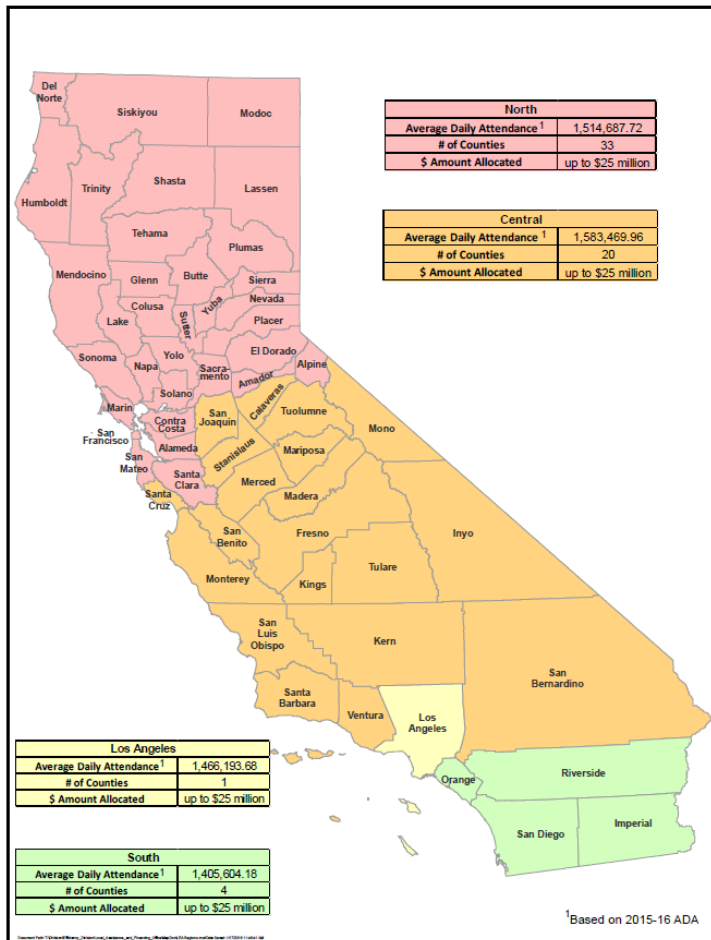 Del
Norte
Siskiyou
Modoc
Humboldt
Trinity
Shasta
Lassen
Tehama
Plumas
Mendocino
Glenn
Butte
Sierra
Yuba
Nevada
Colusa
Sutter
Placer
Lake
Sonoma
Yolo
El Dorado
Napa
Sacra-
mento
Alpine
Amador
Solano
Marin
Contra
Costa
San
Francisco
Alameda
San
Mateo
Santa
Clara
Santa
Cruz
San
Joaquin
Calaveras
Tuolumne
Mono
Stanislaus
Mariposa
Merced
Madera
San
Benito
Fresno
Inyo
Monterey
Kings
Tulare
San
Luis
Obispo
Kern
San
Bernardino
Santa
Barbara
Ventura
Los
Angeles
Orange
Riverside
San Diego
Imperial
North
Average Daily Attendance 1 1,514,687.72
# of Counties 33
$ Amount Allocated up to $25 million
Central
Average Daily Attendance 1 1,583,469.96
# of Counties 20
$ Amount Allocated up to $25 million
Los Angeles
Average Daily Attendance1 1,466,193.68
# of Counties 1
$ Amount Allocated up to $25 million
South
Average Daily Attendance1 1,405,604.18
# of Counties 4
$ Amount Allocated up to $25 million
1Based on 2015-16 ADA